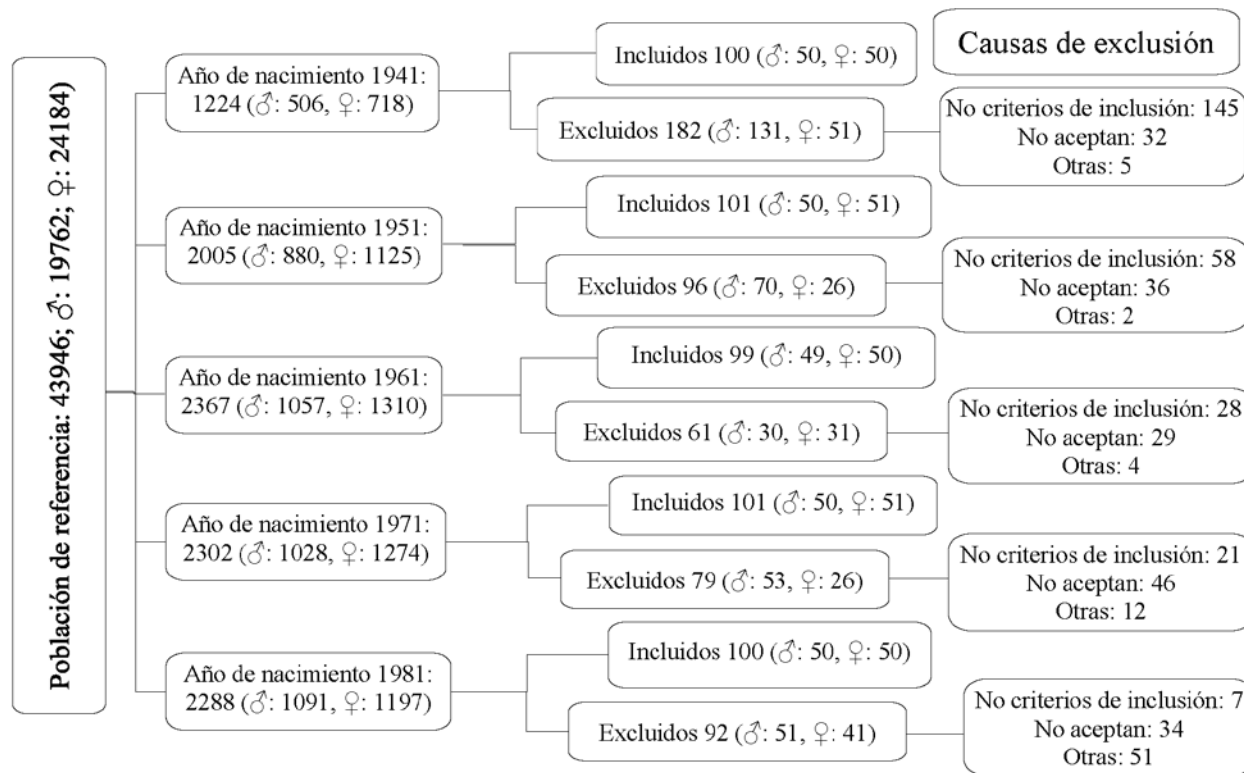 Población de referencia: 43946; ♂: 19762; ♀: 24184)
Año de nacimiento 1941:
1224 (♂: 506, ♀: 718)
Incluidos 100 (♂: 50, ♀: 50)
Excluidos 182 (♂: 131, ♀: 51)
Causas de exclusión
No criterios de inclusión: 145
No aceptan: 32
Otras: 5
Año de nacimiento 1951:
2005 (♂: 880, ♀: 1125)
Incluidos 101 (♂: 50, ♀: 51)
Excluidos 96 (♂: 70, ♀: 26)
No criterios de inclusión: 58
No aceptan: 36
Otras: 2
Año de nacimiento 1961:
2367 (♂: 1057, ♀: 1310)
Incluidos 99 (♂: 49, ♀: 50)
Excluidos 61 (♂: 30, ♀: 31)
No criterios de inclusión: 28
No aceptan: 29
Otras: 4
Año de nacimiento 1971:
2302 (♂: 1028, ♀: 1274)
Incluidos 101 (♂: 50, ♀: 51)
Excluidos 79 (♂: 53, ♀: 26)
No criterios de inclusión: 21
No aceptan: 46
Otras: 12
Año de nacimiento 1981:
2288 (♂: 1091, ♀: 1197)
Incluidos 100 (♂: 50, ♀: 50)
Excluidos 92 (♂: 51, ♀: 41)
No criterios de inclusión: 7
No aceptan: 34
Otras: 51